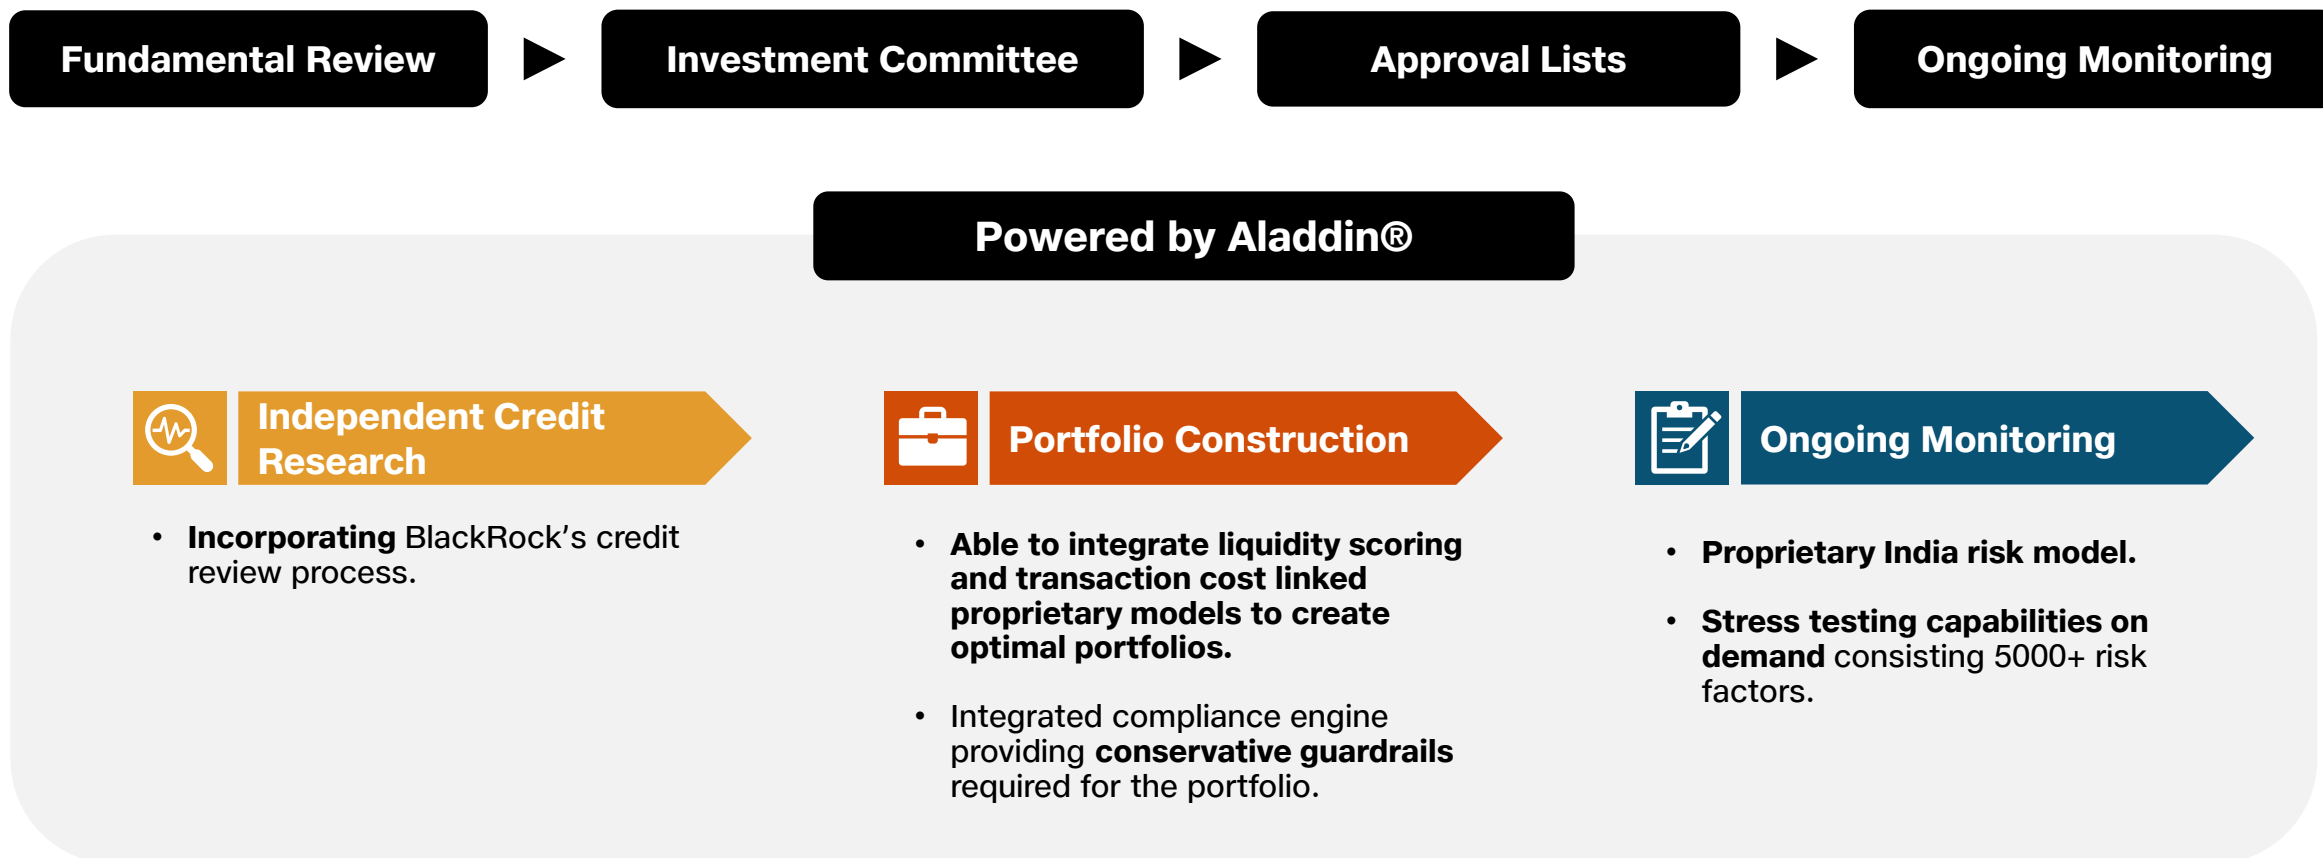 Fundamental Review
Investment Committee
Approval Lists
Ongoing Monitoring
Powered by Aladdin®
Independent Credit
Research
• Incorporating BlackRock’s credit
review process.
Portfolio Construction
• Able to integrate liquidity scoring
and transaction cost linked
proprietary models to create
optimal portfolios.
• Integrated compliance engine
providing conservative guardrails
required for the portfolio.
Ongoing Monitoring
• Proprietary India risk model.
• Stress testing capabilities on
demand consisting 5000+ risk
factors.